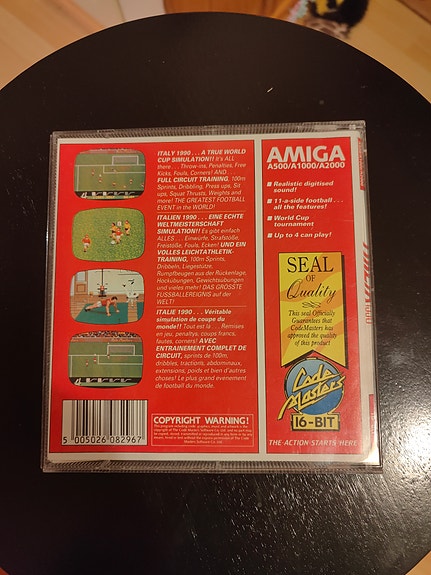 ITALY 1990 . . . A TRUE WORLD
CUP SIMULATION!! It's ALL
there. . . Throw-ins, Penalties, Free
Kicks, Fouls, Corners! AND . . .
FULL CIRCUIT TRAINING, 100m
Sprints, Dribbling, Press ups, Sit
ups, Squat Thrusts, Weights and
more! THE GREATEST FOOTBALL
EVENT in the WORLD!
ITALIEN 1990 . . . EINE ECHTE
WELTMEISTERSCHAFT
SIMULATION!! Es gibt einfach
ALLES . . . Einwurfe, Strafstöße,
Freistöße, Fouls, Ecken! UND EIN
VOLLES LEICHTATHLETIK-
TRAINING, 100m Sprints,
Dribbeln, Liegestutze,
Rumpfbeugen aus der Ruckenlage,
Hockübungen, Gewichtsübungen
und vieles mehr! DAS GROSSTE
FUSSBALLEREIGNIS auf der
WELT!
ITALIE 1990 . . . Véritable
simulation de coupe du
monde!! Tout est là . . . Remises
en jeu, penaltys, coups francs,
fautes, corners! AVEC
ENTRAINEMENT COMPLET DE
CIRCUIT, sprints de 100m,
dribbles, tractions, abdominaux,
extensions, poids et bien d'autres
choses! Le plus grand evenement
de football du monde.
5 005026 082967
COPYRIGHT WARNING!
AMIGA
A500/A1000/A2000
■ Realistic digitised
sound!
■ 11-a-side football . . .
all the features!
■ World Cup
tournament
■ Up to 4 can play!
SEAL
OF
Quality
This seal Officially
Guarantees that
CodeMasters has
approved the quality
of this product
Code
Masters
16-BIT
THE ACTION STARTS HERE